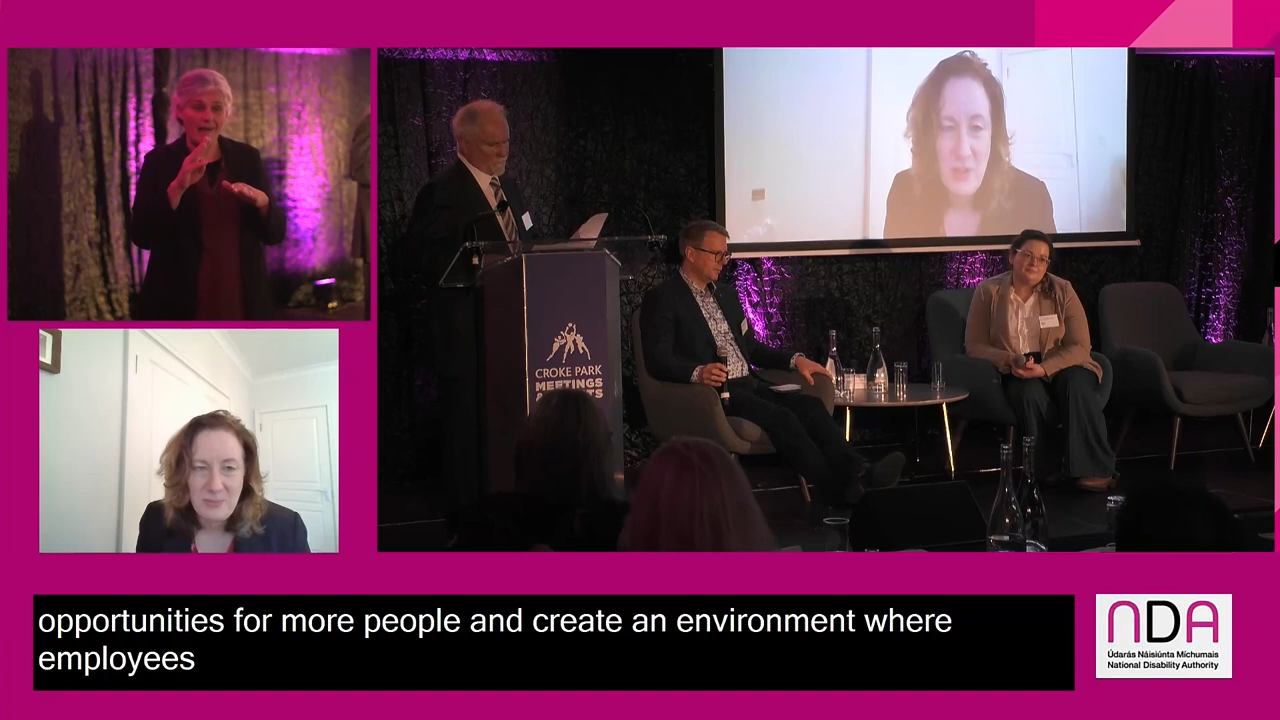 CROKE PARK
MEETINGS
opportunities for more people and create an environment where
employees
NDA
Údarás Náisiúnta Míchumais
National Disability Authority